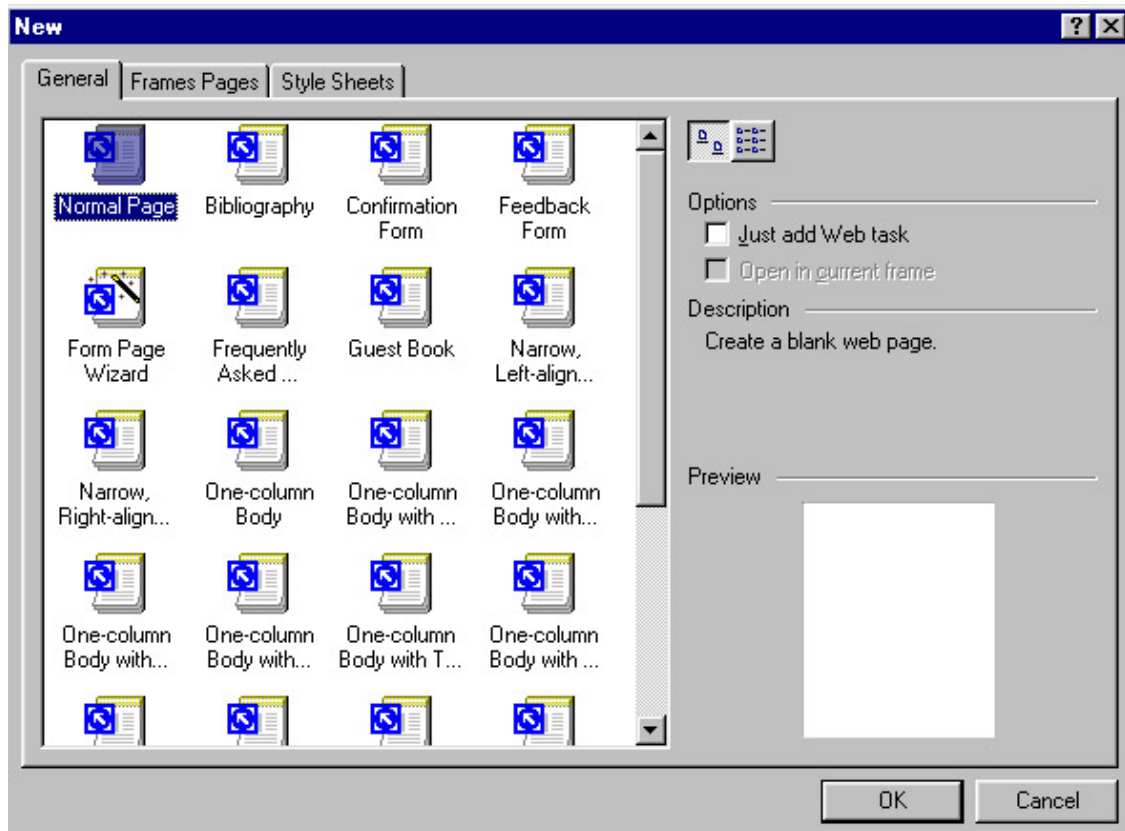 New
General Frames Pages Style Sheets
Normal Page Bibliography Confirmation Form Feedback Form
Form Page Wizard Frequently Asked ... Guest Book Narrow, Left-align...
Narrow, Right-align... One-column Body One-column Body with ... One-column Body with...
One-column Body with... One-column Body with... One-column Body with T... One-column Body with ...
Options
Just add Web task
Open in current frame
Description
Create a blank web page.
Preview
OK Cancel